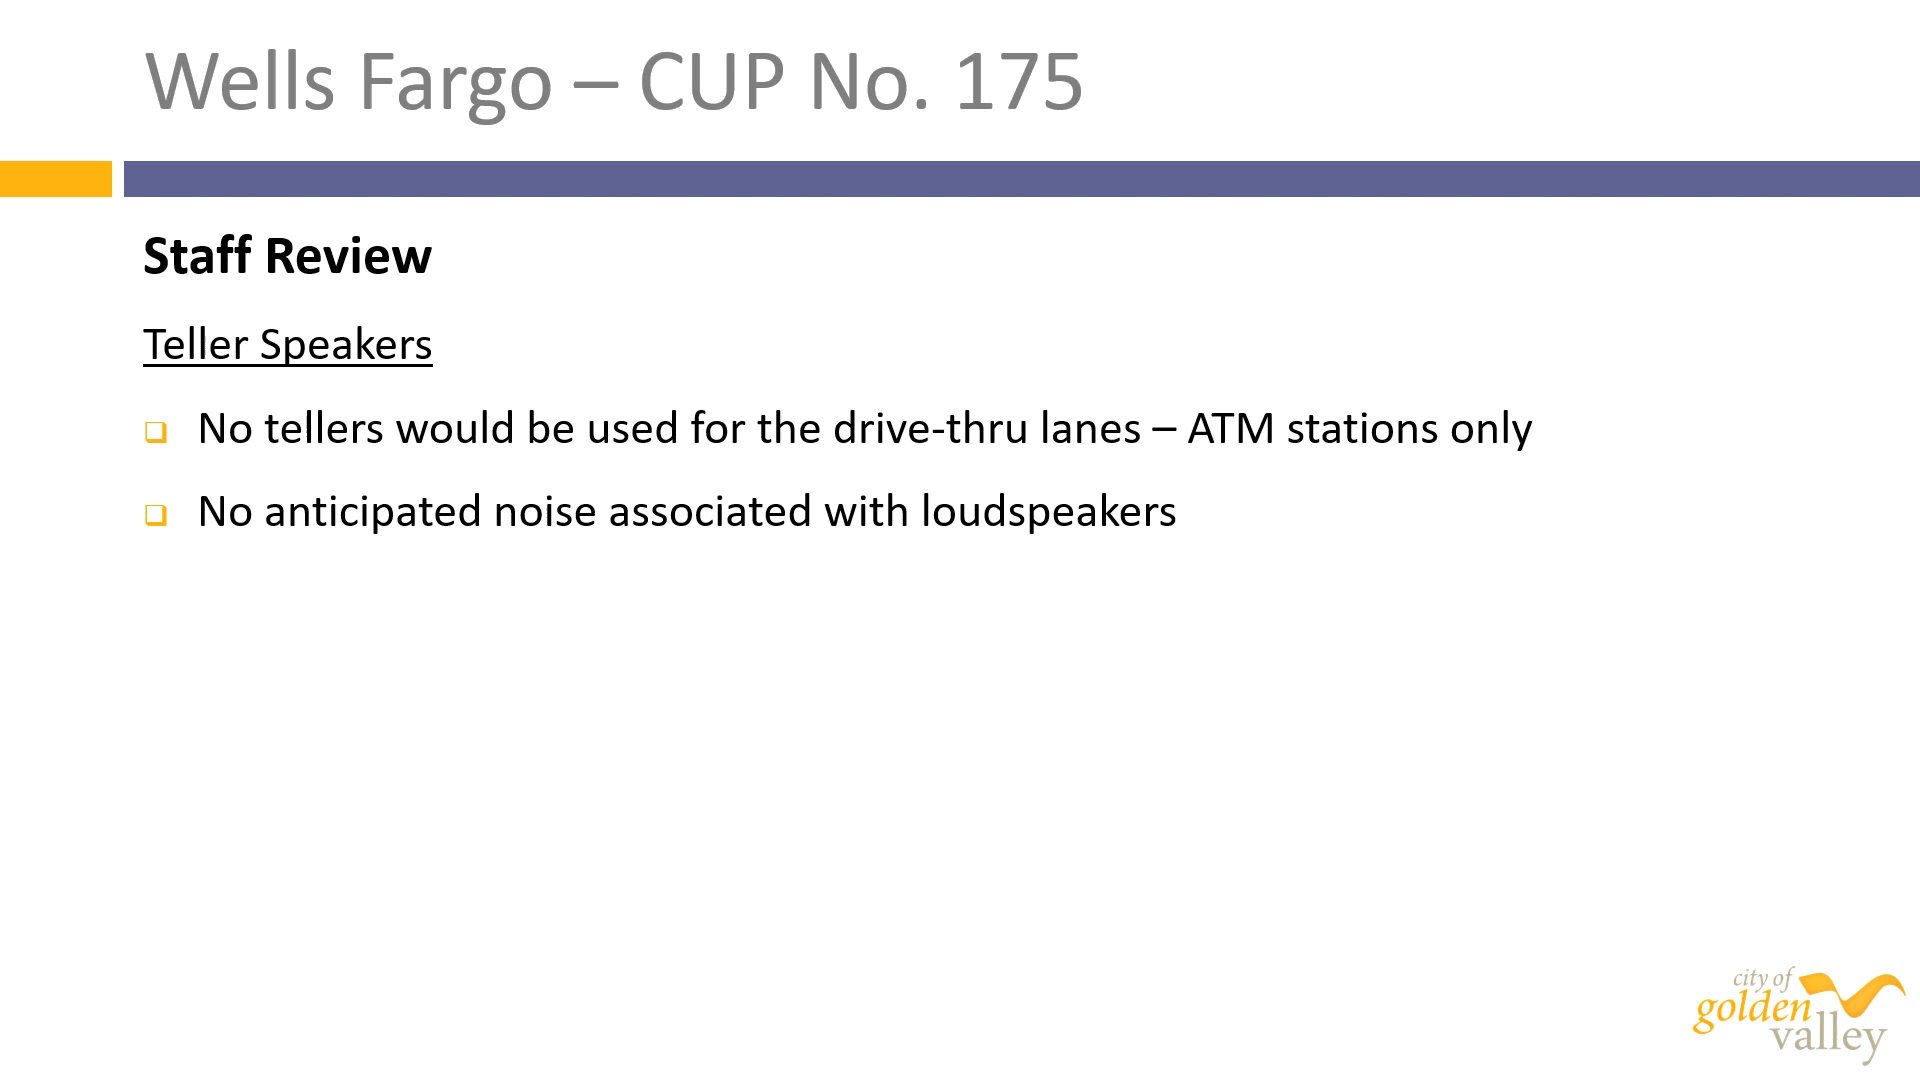 Wells Fargo – CUP No. 175
Staff Review
Teller Speakers
No tellers would be used for the drive-thru lanes – ATM stations only
No anticipated noise associated with loudspeakers
city of
golden
valley